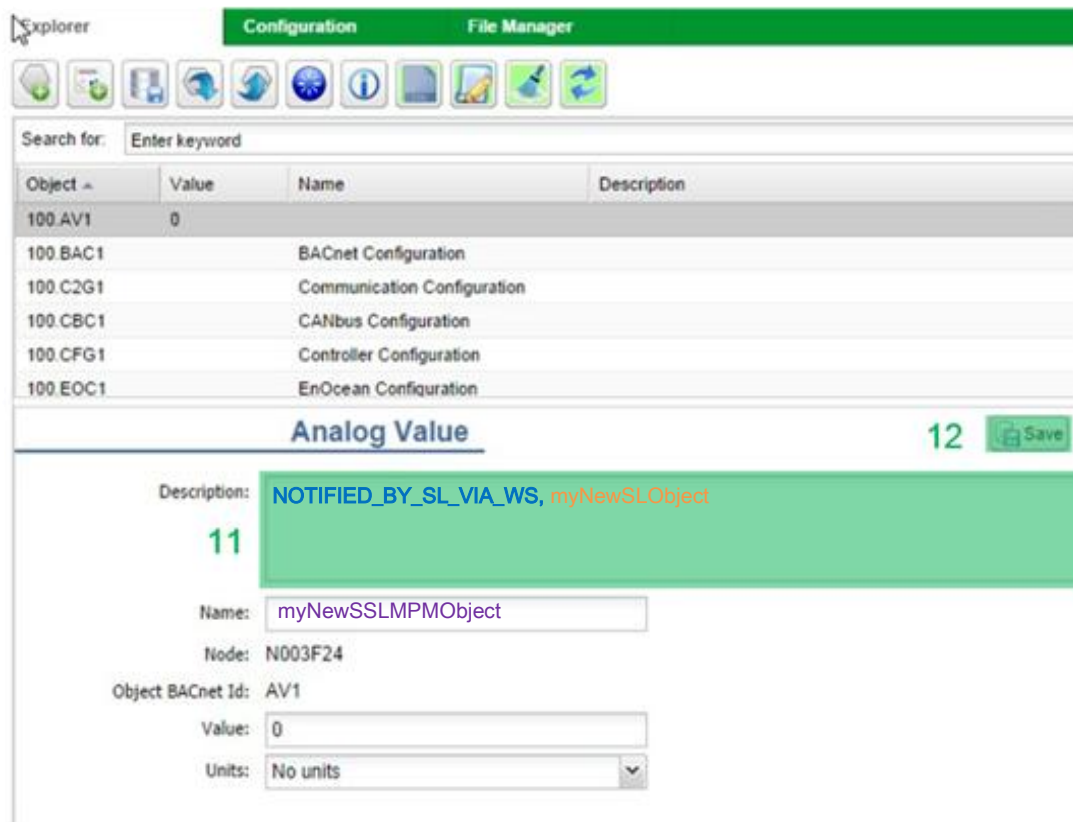 Explorer Configuration File Manager
Search for: Enter keyword
Object Value Name Description
100.AV1 0
100.BAC1 BACnet Configuration
100.C2G1 Communication Configuration
100.CBC1 CANbus Configuration
100.CFG1 Controller Configuration
100.EOC1 EnOcean Configuration
Analog Value 12 Save
Description: NOTIFIED_BY_SL_VIA_WS, myNewSLObject
11
Name: myNewSSLMPMObject
Node: N003F24
Object BACnet Id: AV1
Value: 0
Units: No units